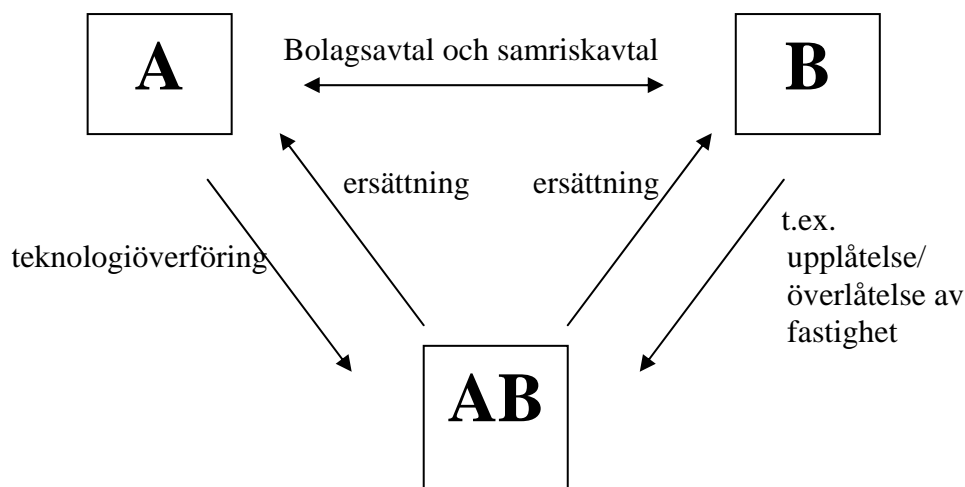 A
Bolagsavtal och samriskavtal
B
ersättning
ersättning
teknologiöverföring
t.ex.
upplåtelse/
överlåtelse av
fastighet
AB